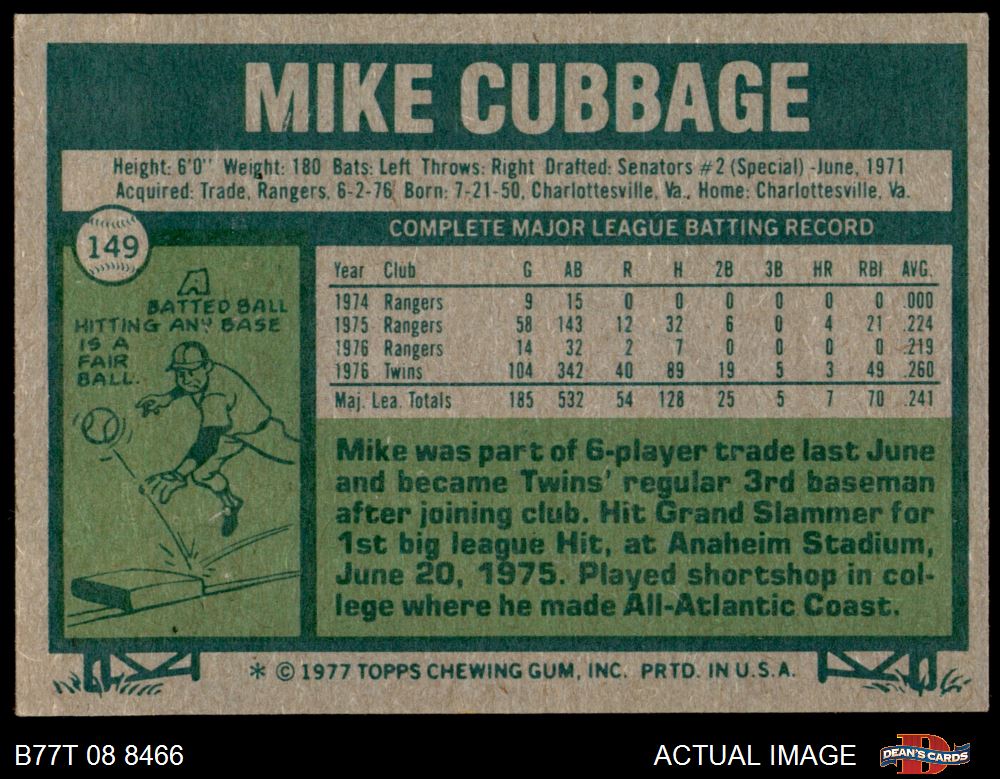 MIKE CUBBAGE
Height: 6'0" Weight: 180 Bats: Left Throws: Right Drafted: Senators #2 (Special) -June, 1971
Acquired: Trade, Rangers, 6-2-76 Born: 7-21-50, Charlottesville, Va., Home: Charlottesville, Va.
149
A
BATTED BALL
HITTING ANY BASE
IS A
FAIR
BALL.
COMPLETE MAJOR LEAGUE BATTING RECORD
Year Club G AB R H 2B 3B HR RBI AVG.
1974 Rangers 9 15 0 0 0 0 0 0 .000
1975 Rangers 58 143 12 32 6 0 4 21 .224
1976 Rangers 14 32 2 7 0 0 0 0 .219
1976 Twins 104 342 40 89 19 5 3 49 .260
Maj. Lea. Totals 185 532 54 128 25 5 7 70 .241
Mike was part of 6-player trade last June
and became Twins' regular 3rd baseman
after joining club. Hit Grand Slammer for
1st big league Hit, at Anaheim Stadium,
June 20, 1975. Played shortshop in col-
lege where he made All-Atlantic Coast.
* © 1977 TOPPS CHEWING GUM, INC. PRTD. IN U.S.A.
B77T 08 8466
ACTUAL IMAGE
DEAN'S CARDS